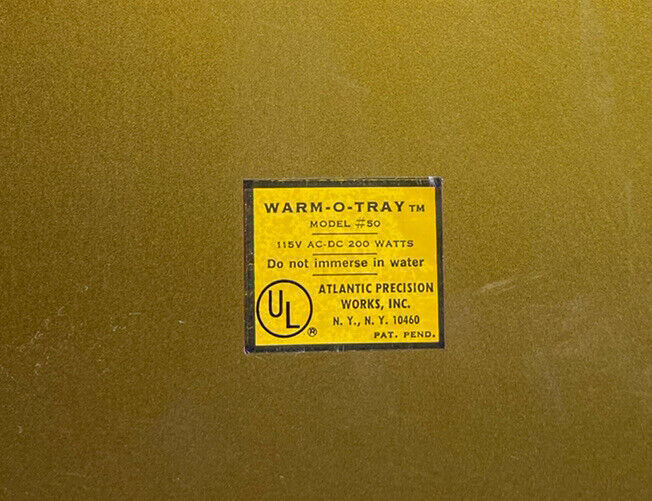 WARM-O-TRAY TM
MODEL #50
115V AC-DC 200 WATTS
Do not immerse in water
UL ®
ATLANTIC PRECISION
WORKS, INC.
N. Y., N. Y. 10460
PAT. PEND.